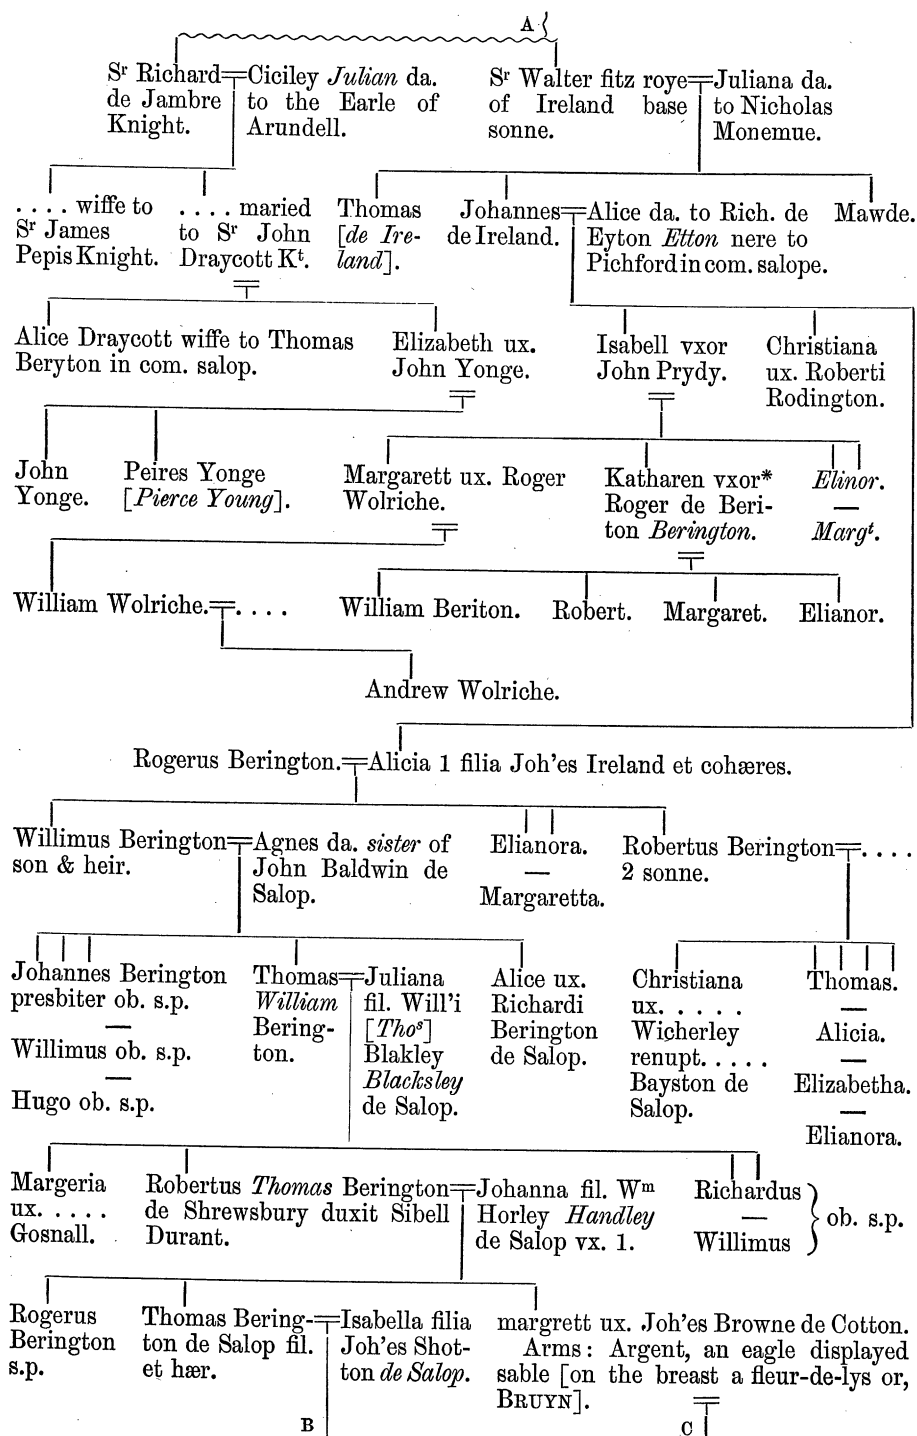 A {
Sʳ Richard
de Jambre
Knight.
Ciciley Julian da.
to the Earle of
Arundell.
Sʳ Walter fitz roye
of Ireland base
sonne.
Juliana da.
to Nicholas
Monemue.
. . . . wiffe to
Sʳ James
Pepis Knight.
. . . . maried
to Sʳ John
Draycott Kᵗ.
Thomas
[de Ire-
land].
Johannes
de Ireland.
Alice da. to Rich. de
Eyton Etton nere to
Pichford in com. salope.
Mawde.
Alice Draycott wiffe to Thomas
Beryton in com. salop.
Elizabeth ux.
John Yonge.
Isabell vxor
John Prydy.
Christiana
ux. Roberti
Rodington.
John
Yonge.
Peires Yonge
[Pierce Young].
Margarett ux. Roger
Wolriche.
Katharen vxor*
Roger de Beri-
ton Berington.
Elinor.
—
Margᵗ.
William Wolriche. . . . .
William Beriton.
Robert.
Margaret.
Elianor.
Andrew Wolriche.
Rogerus Berington.
Alicia 1 filia Joh'es Ireland et cohæres.
Willimus Berington
son & heir.
Agnes da. sister of
John Baldwin de
Salop.
Elianora.
—
Margaretta.
Robertus Berington . . . .
2 sonne.
Johannes Berington
presbiter ob. s.p.
—
Willimus ob. s.p.
—
Hugo ob. s.p.
Thomas
William
Bering-
ton.
Juliana
fil. Will'i
[Thoˢ]
Blakley
Blacksley
de Salop.
Alice ux.
Richardi
Berington
de Salop.
Christiana
ux. . . . . .
Wicherley
renupt. . . . .
Bayston de
Salop.
Thomas.
—
Alicia.
—
Elizabetha.
—
Elianora.
Margeria
ux. . . . . .
Gosnall.
Robertus Thomas Berington
de Shrewsbury duxit Sibell
Durant.
Johanna fil. Wᵐ
Horley Handley
de Salop vx. 1.
Richardus
—
Willimus
} ob. s.p.
Rogerus
Berington
s.p.
Thomas Bering-
ton de Salop fil.
et hær.
Isabella filia
Joh'es Shot-
ton de Salop.
margrett ux. Joh'es Browne de Cotton.
Arms: Argent, an eagle displayed
sable [on the breast a fleur-de-lys or,
BRUYN].
B
C